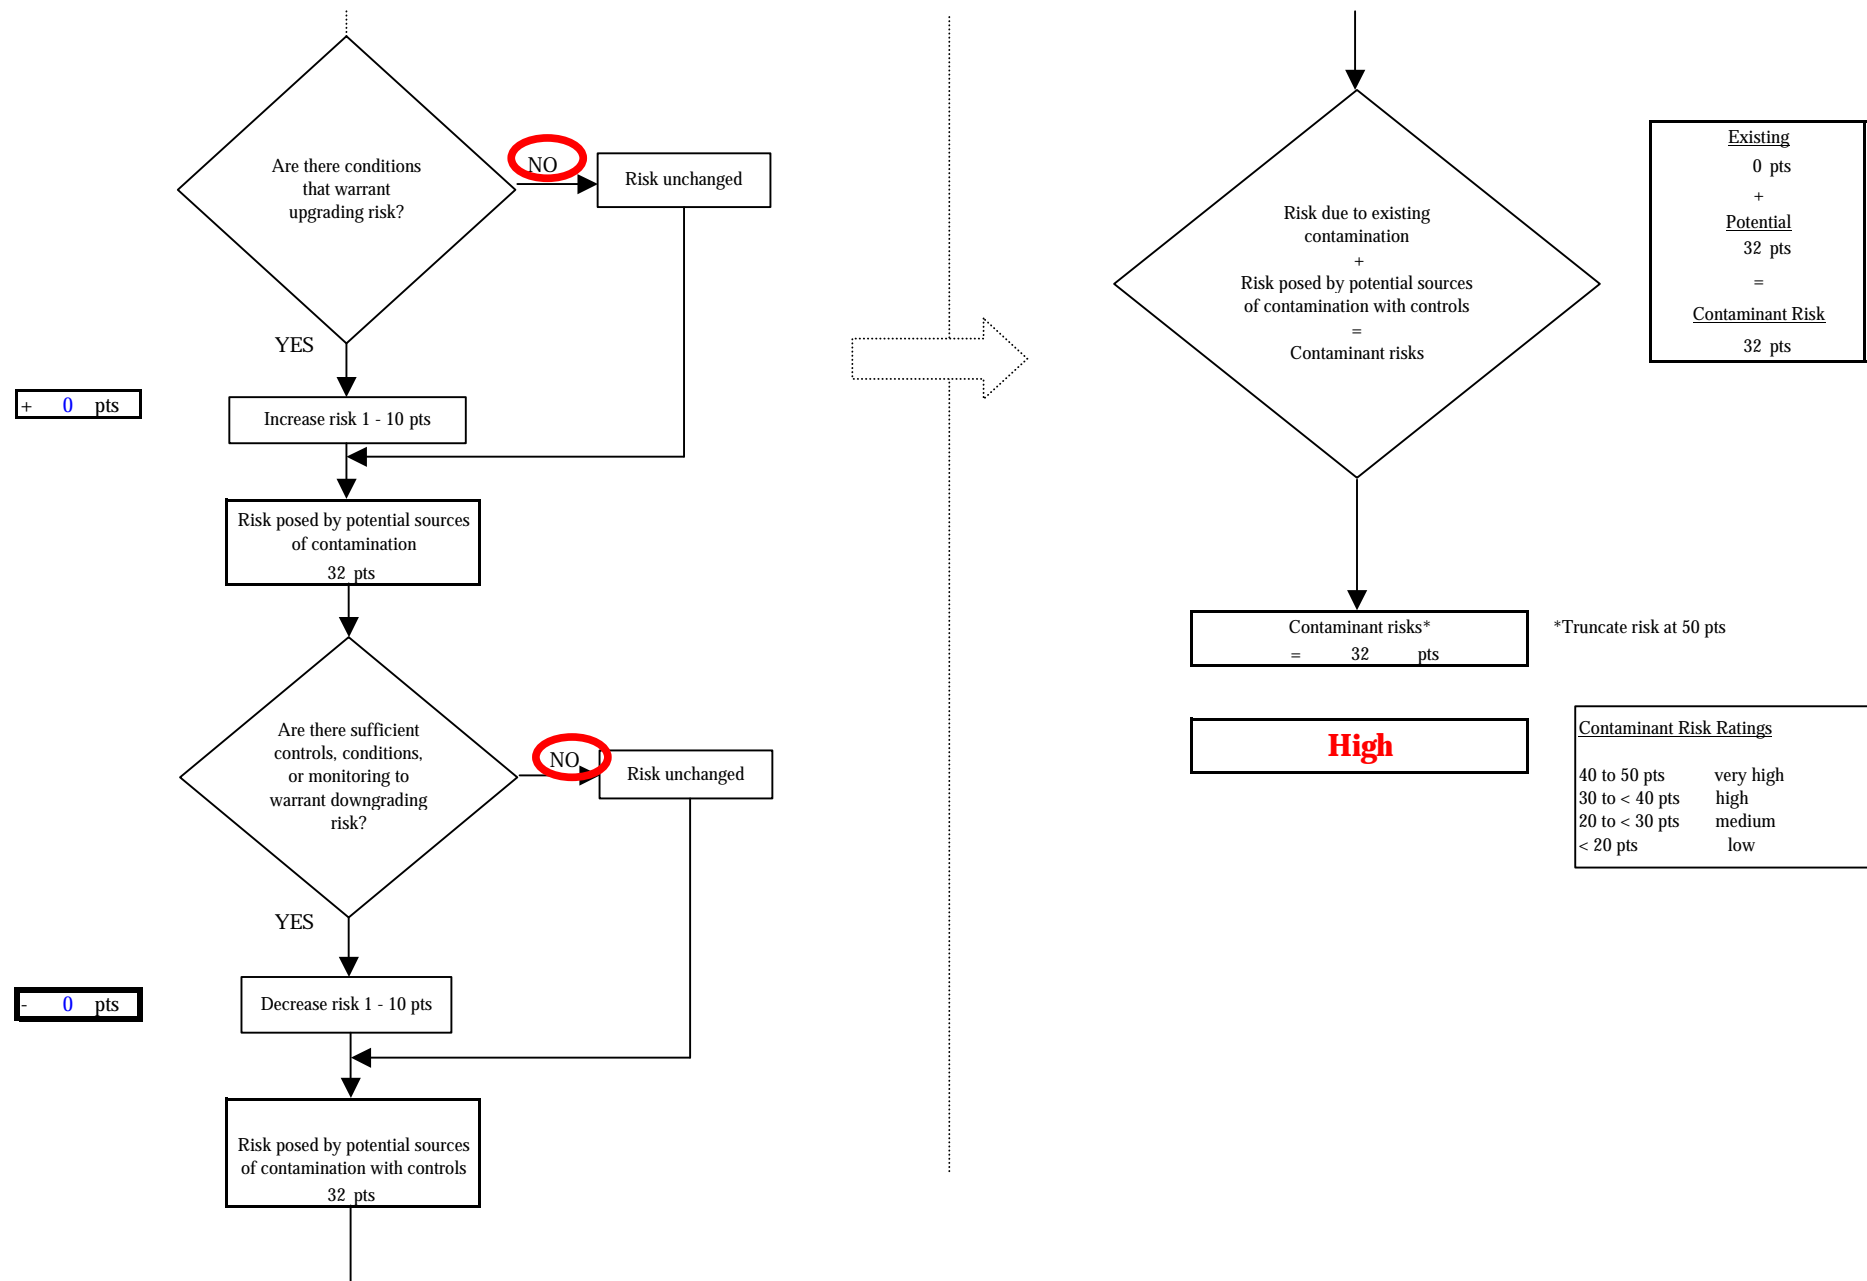 Are there conditions
that warrant
upgrading risk?
NO
Risk unchanged
YES
+ 0 pts
Increase risk 1 - 10 pts
Risk posed by potential sources
of contamination
32 pts
Are there sufficient
controls, conditions,
or monitoring to
warrant downgrading
risk?
NO
Risk unchanged
YES
- 0 pts
Decrease risk 1 - 10 pts
Risk posed by potential sources
of contamination with controls
32 pts
Risk due to existing
contamination
+
Risk posed by potential sources
of contamination with controls
=
Contaminant risks
Existing
0 pts
+
Potential
32 pts
=
Contaminant Risk
32 pts
Contaminant risks*
= 32 pts
*Truncate risk at 50 pts
High
Contaminant Risk Ratings
40 to 50 pts very high
30 to < 40 pts high
20 to < 30 pts medium
< 20 pts low